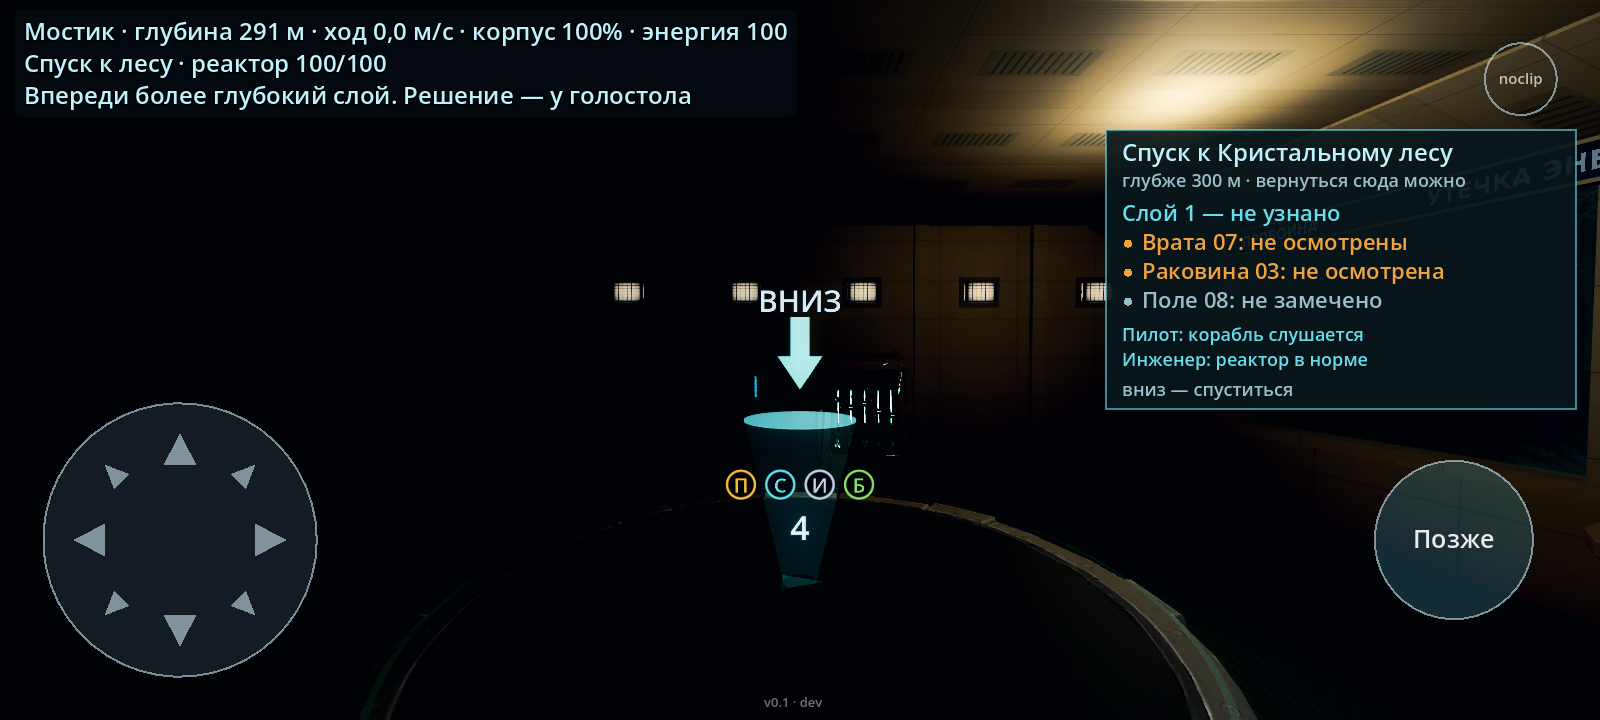 Мостик · глубина 291 м · ход 0,0 м/с · корпус 100% · энергия 100
Спуск к лесу · реактор 100/100
Впереди более глубокий слой. Решение — у голостола
noclip
Спуск к Кристальному лесу
глубже 300 м · вернуться сюда можно
УТЕЧКА ЭНЕ
Слой 1 — не узнано
Врата 07: не осмотрены
Раковина 03: не осмотрена
Поле 08: не замечено
Пилот: корабль слушается
Инженер: реактор в норме
вниз — спуститься
ВНИЗ
П С И Б
4
Позже
v0.1 · dev